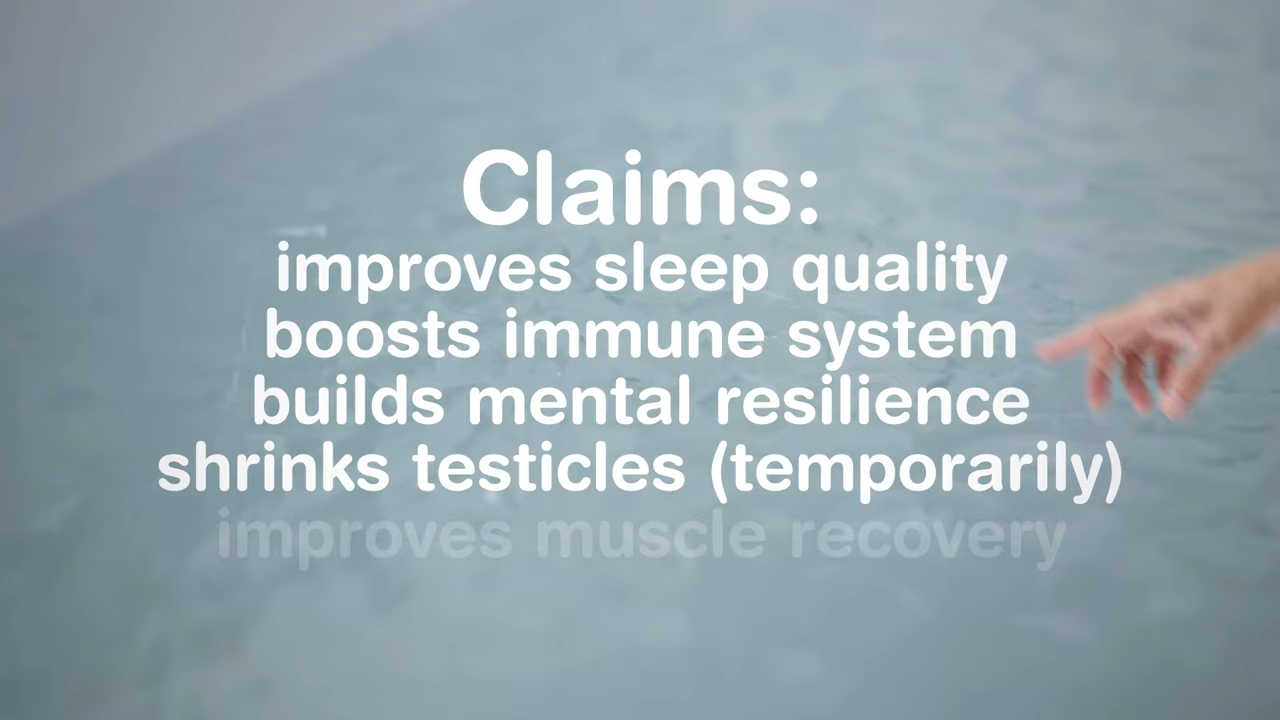 Claims:
improves sleep quality
boosts immune system
builds mental resilience
shrinks testicles (temporarily)
improves muscle recovery